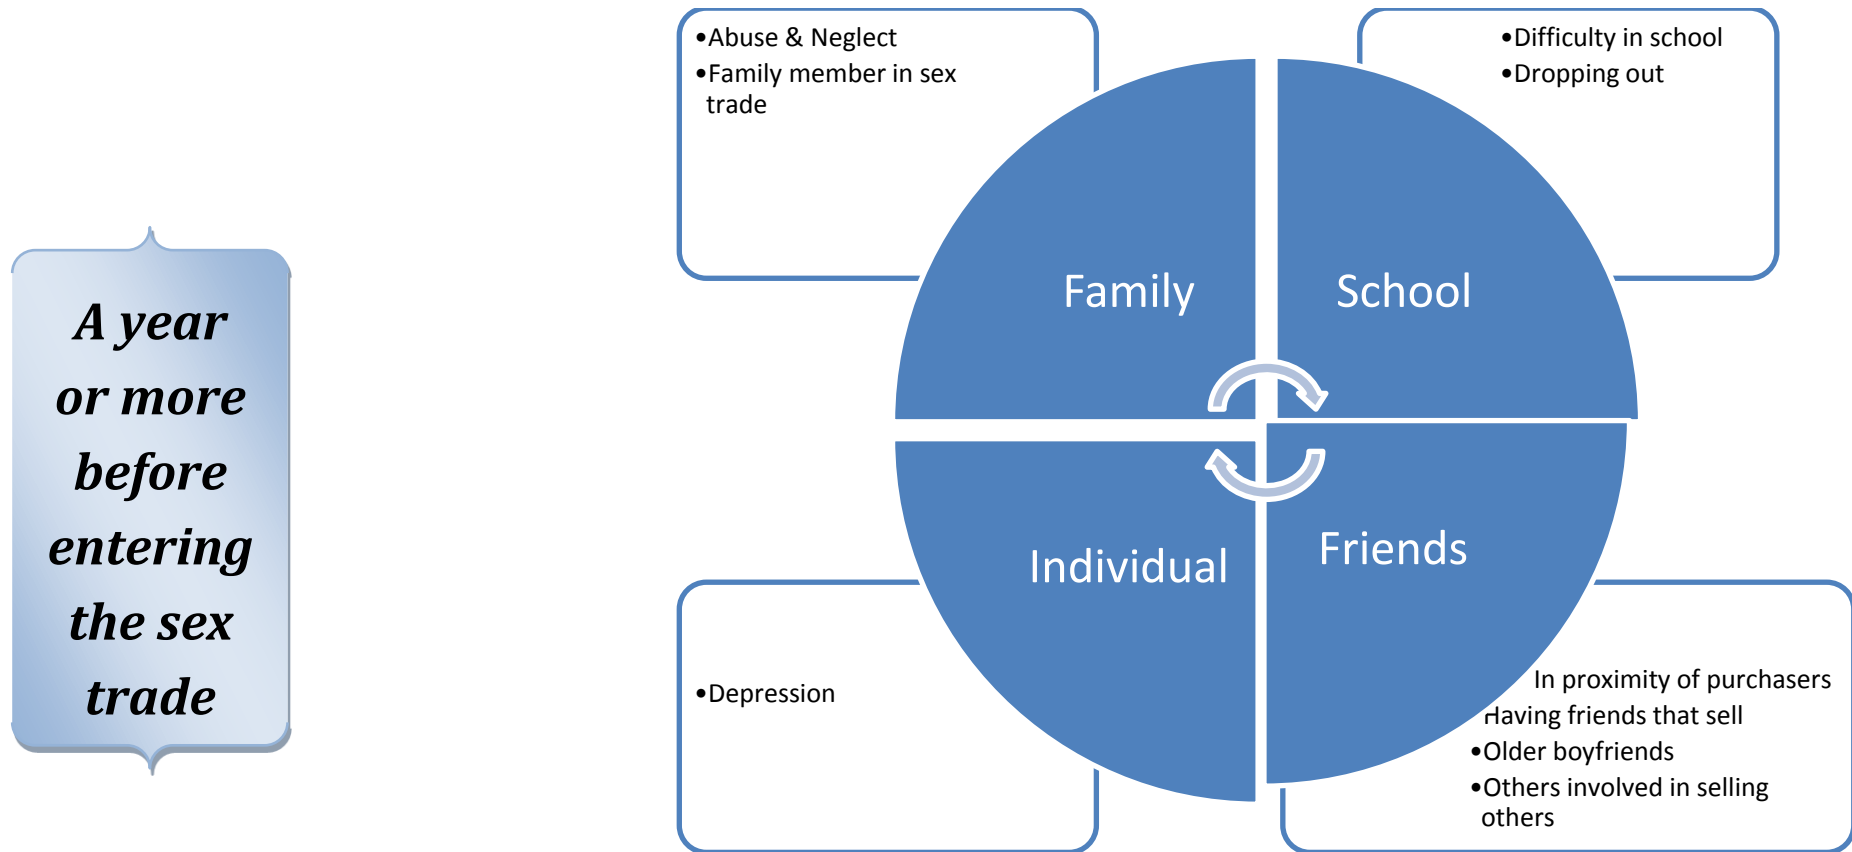 A year
or more
before
entering
the sex
trade
•Abuse & Neglect
•Family member in sex
trade
•Difficulty in school
•Dropping out
Family
School
Individual
Friends
•Depression
In proximity of purchasers
Having friends that sell
•Older boyfriends
•Others involved in selling
others